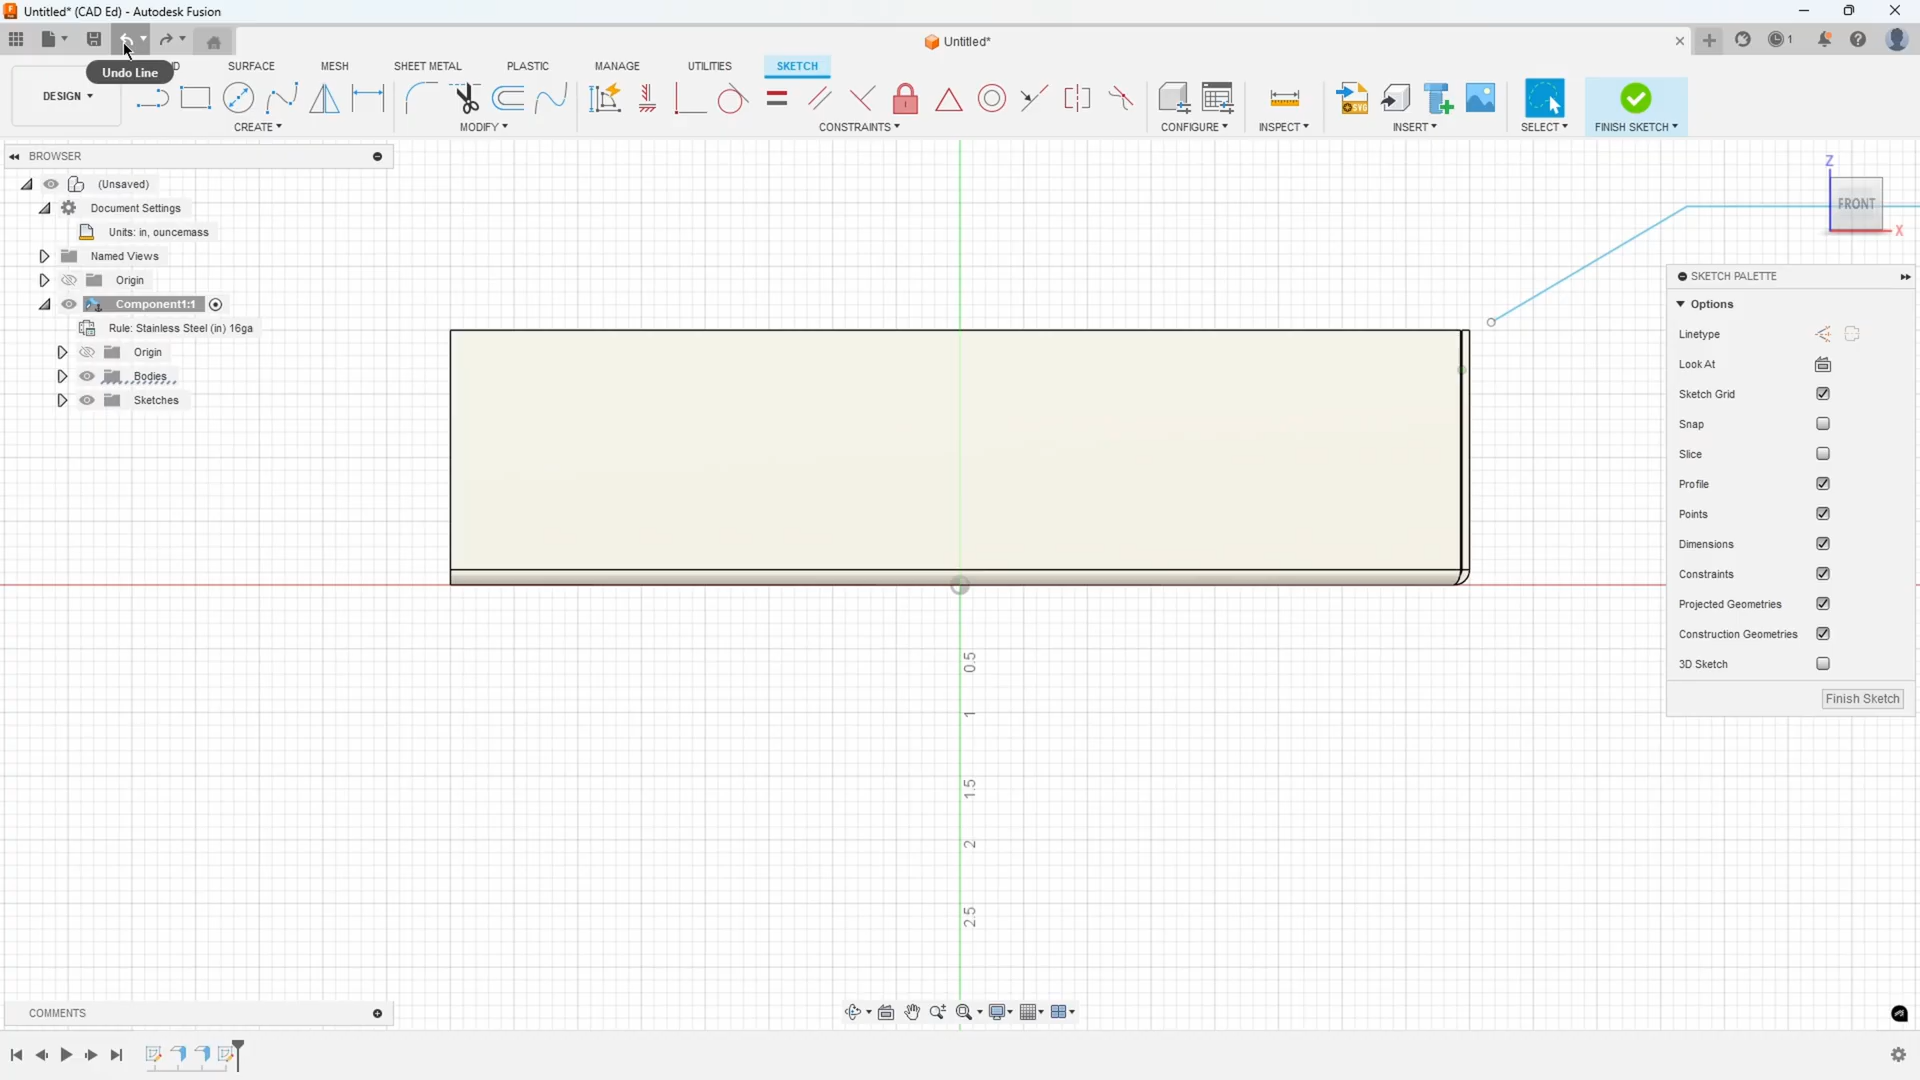 Untitled* (CAD Ed) - Autodesk Fusion
Untitled*
1
Undo Line
D
SURFACE
MESH
SHEET METAL
PLASTIC
MANAGE
UTILITIES
SKETCH
DESIGN
SVG
CREATE
MODIFY
CONSTRAINTS
CONFIGURE
INSPECT
INSERT
SELECT
FINISH SKETCH
BROWSER
(Unsaved)
Document Settings
Units: in, ouncemass
Named Views
Origin
Component1:1
Rule: Stainless Steel (in) 16ga
Origin
Bodies
Sketches
Z
FRONT
X
SKETCH PALETTE
Options
Linetype
Look At
Sketch Grid
Snap
Slice
Profile
Points
Dimensions
Constraints
Projected Geometries
Construction Geometries
3D Sketch
Finish Sketch
0.5
1
1.5
2
2.5
COMMENTS